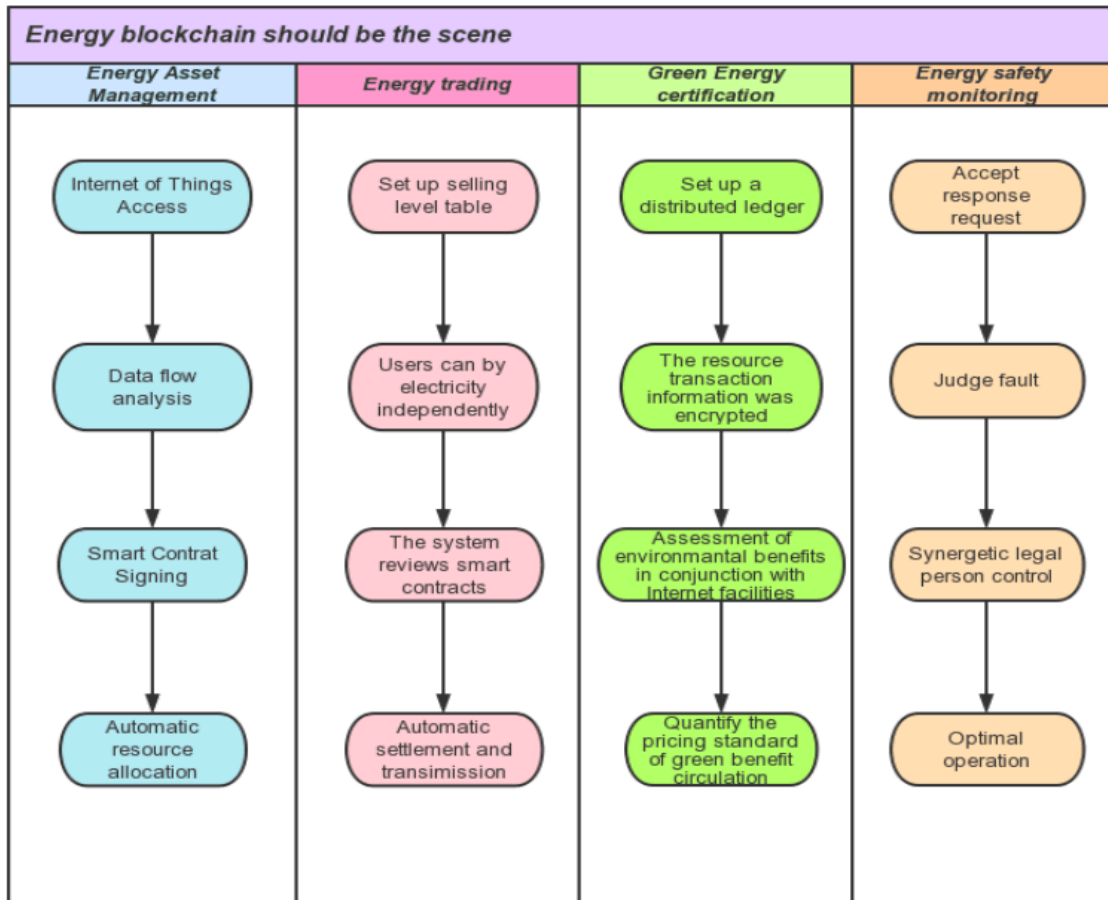 Energy blockchain should be the scene
Energy Asset
Management
Energy trading
Green Energy
certification
Energy safety
monitoring
Internet of Things
Access
Data flow
analysis
Smart Contrat
Signing
Automatic
resource
allocation
Set up selling
level table
Users can by
electricity
independently
The system
reviews smart
contracts
Automatic
settlement and
transimission
Set up a
distributed ledger
The resource
transaction
information was
encrypted
Assessment of
environmantal benefits
in conjunction with
Internet facilities
Quantify the
pricing standard
of green benefit
circulation
Accept
response
request
Judge fault
Synergetic legal
person control
Optimal
operation